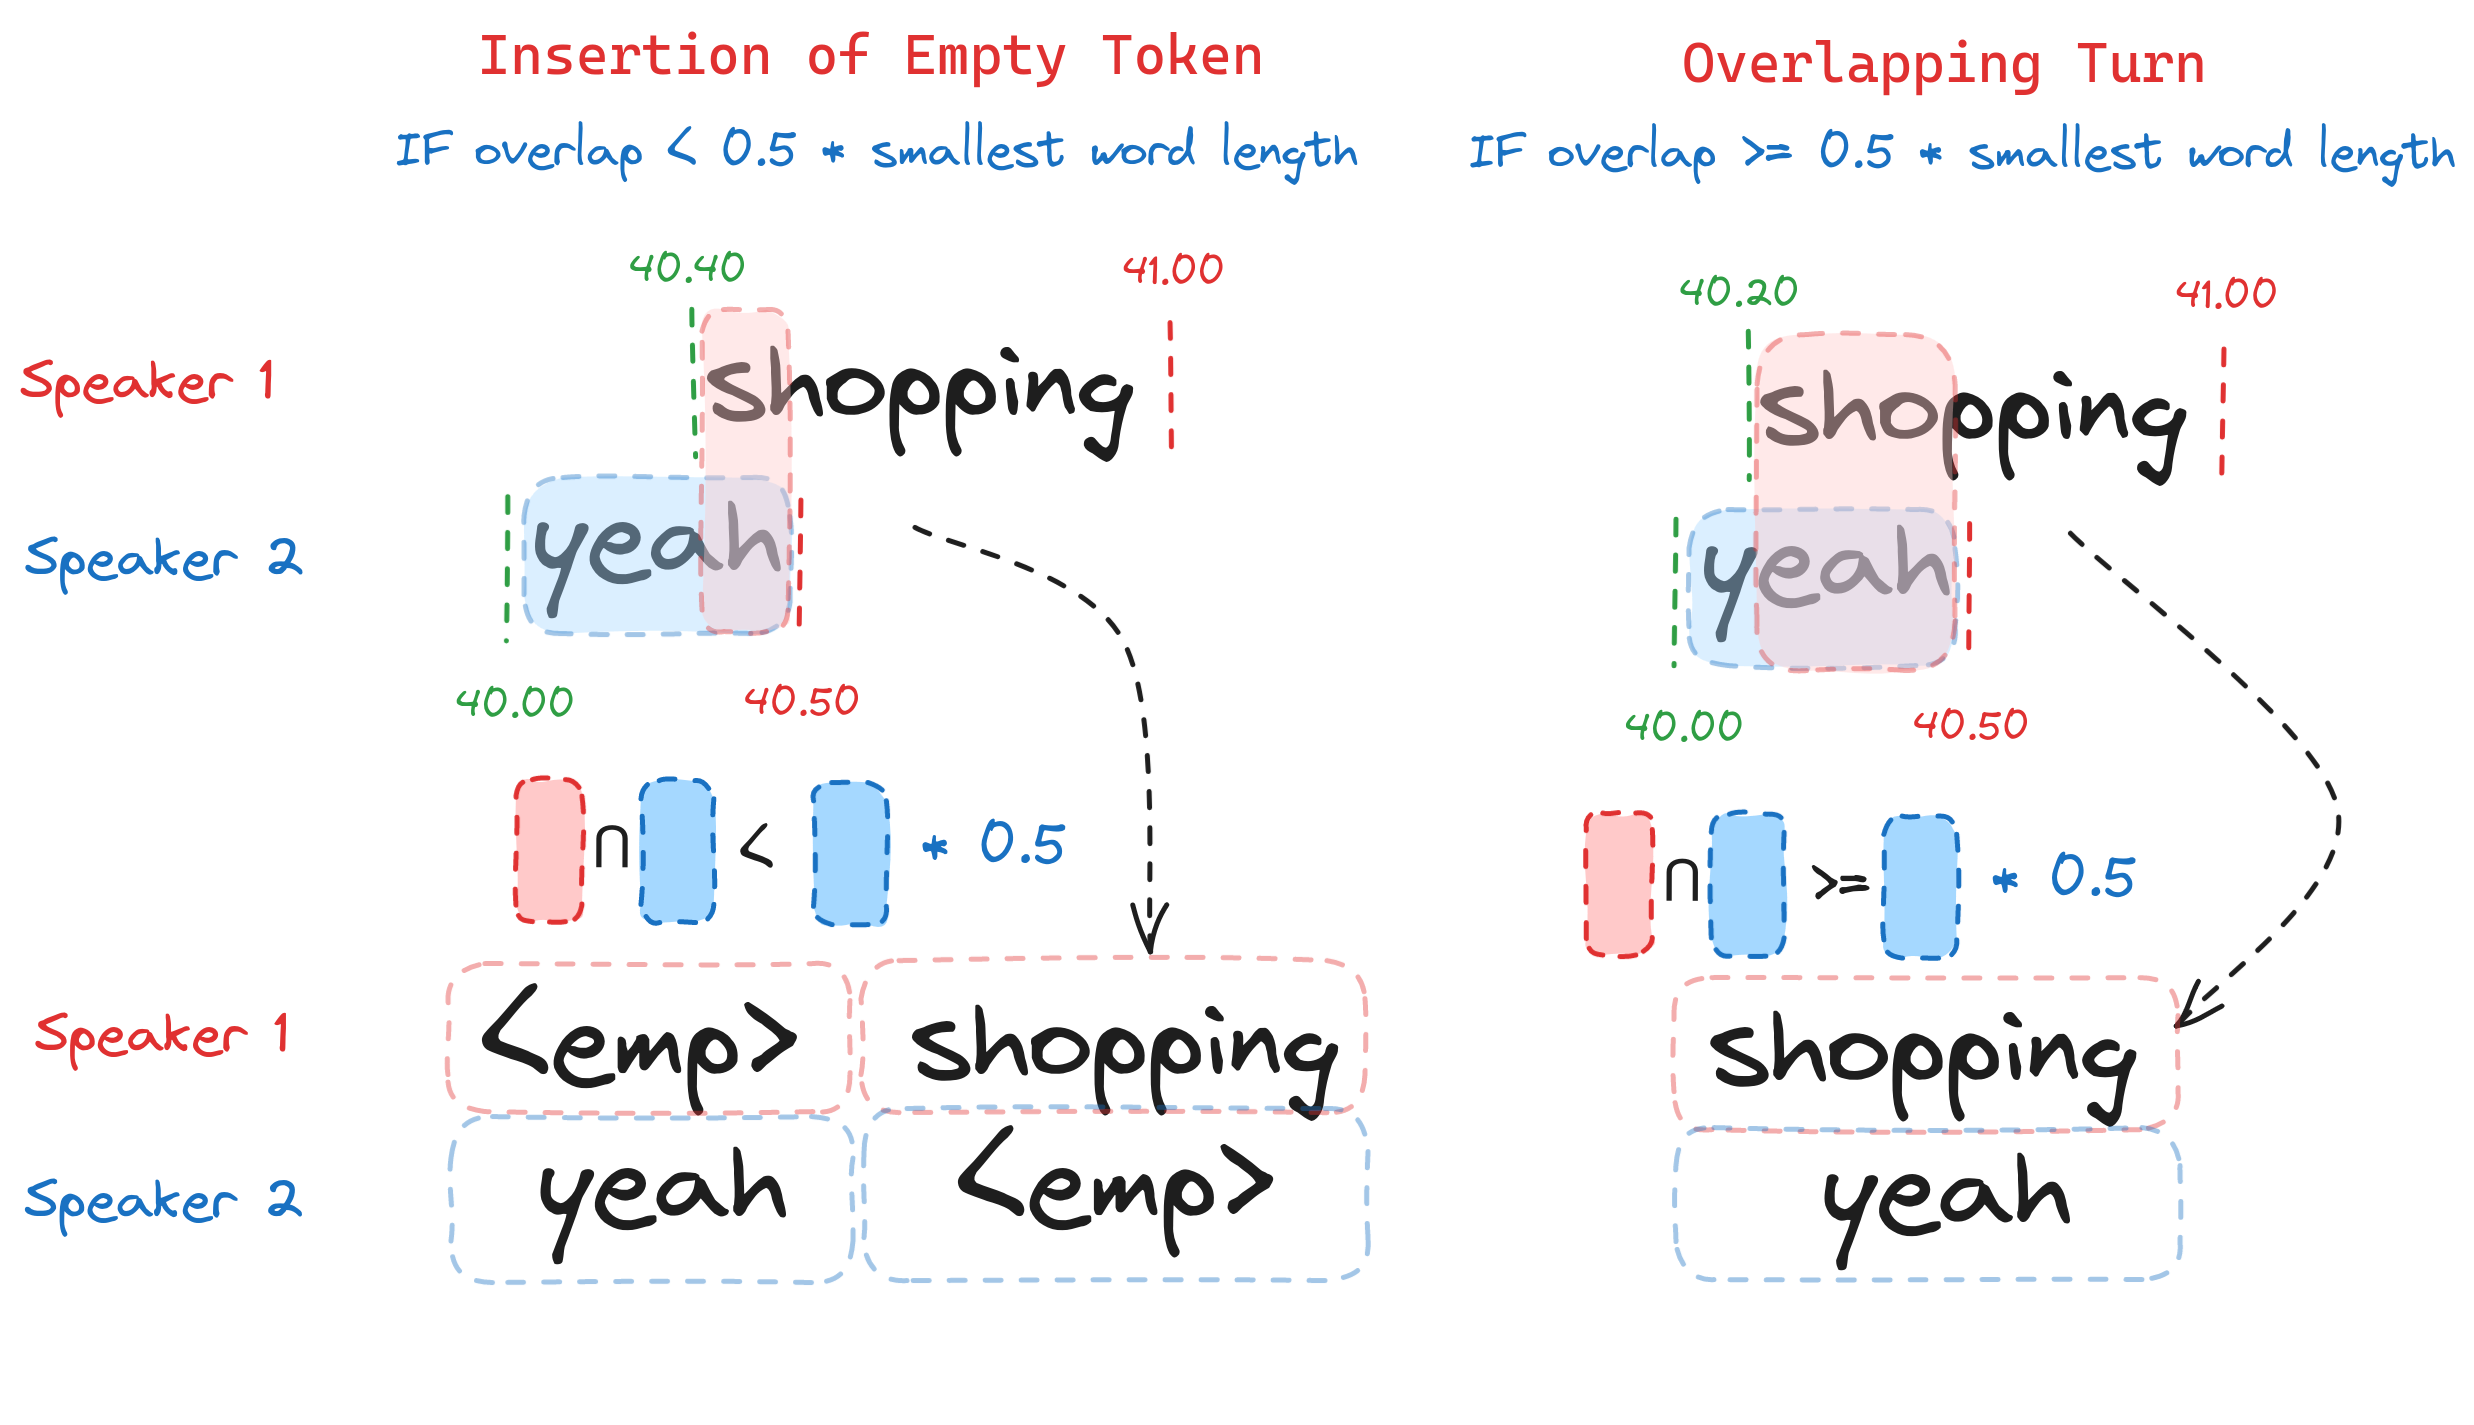 Insertion of Empty Token
IF overlap < 0.5 * smallest word length
40.40
41.00
Speaker 1
shopping
Speaker 2
yeah
40.00
40.50
∩ < * 0.5
Speaker 1
<emp> shopping
Speaker 2
yeah <emp>
Overlapping Turn
IF overlap >= 0.5 * smallest word length
40.20
41.00
shopping
yeah
40.00
40.50
∩ >= * 0.5
shopping
yeah